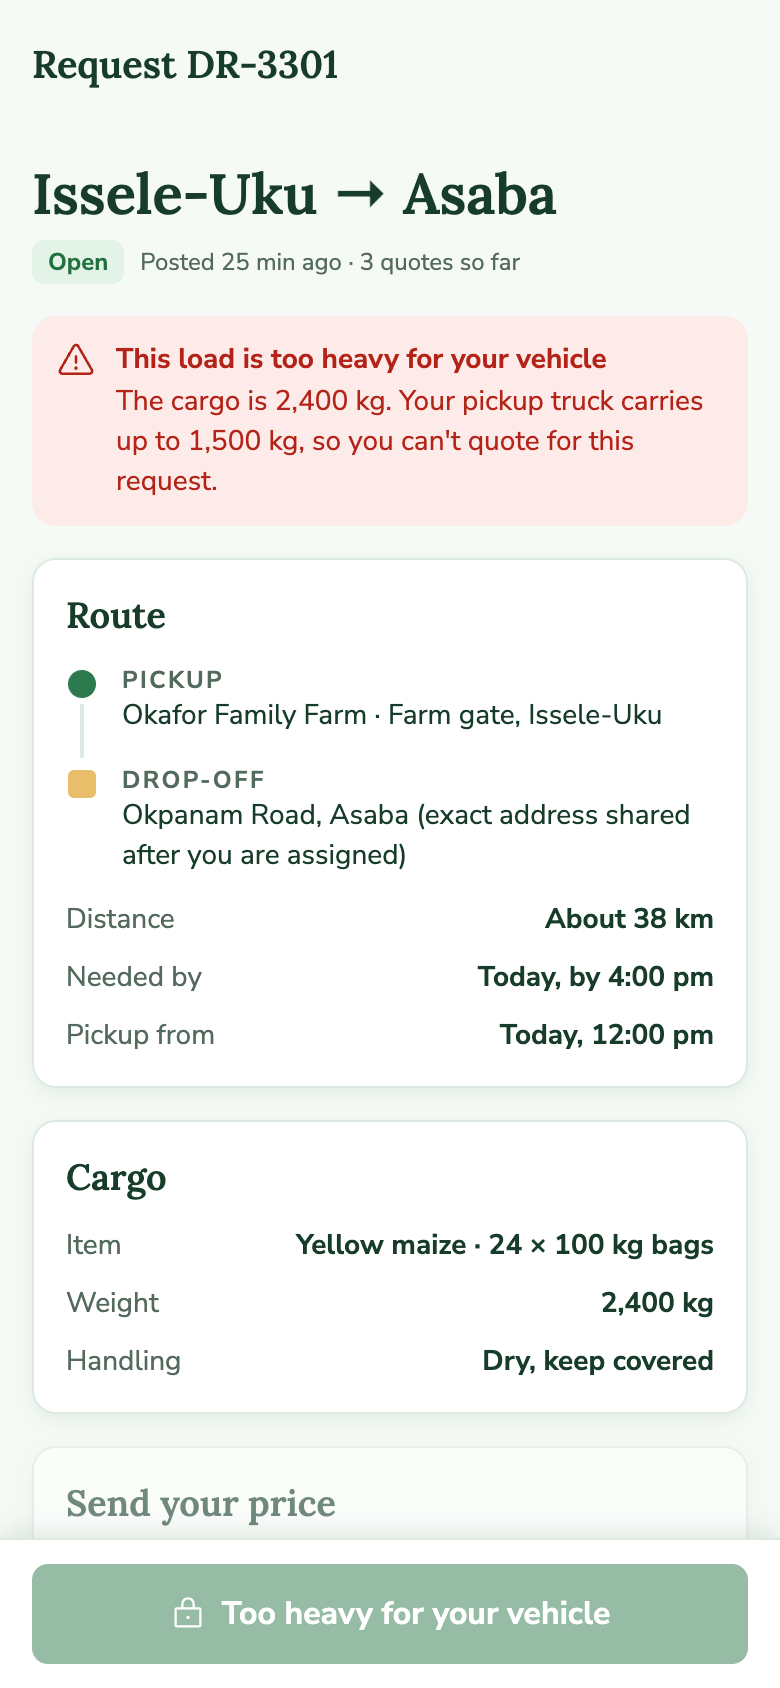 Request DR-3301
Issele-Uku → Asaba
Open
Posted 25 min ago · 3 quotes so far
This load is too heavy for your vehicle
The cargo is 2,400 kg. Your pickup truck carries
up to 1,500 kg, so you can't quote for this
request.
Route
PICKUP
Okafor Family Farm · Farm gate, Issele-Uku
DROP-OFF
Okpanam Road, Asaba (exact address shared
after you are assigned)
Distance About 38 km
Needed by Today, by 4:00 pm
Pickup from Today, 12:00 pm
Cargo
Item Yellow maize · 24 × 100 kg bags
Weight 2,400 kg
Handling Dry, keep covered
Send your price
Too heavy for your vehicle